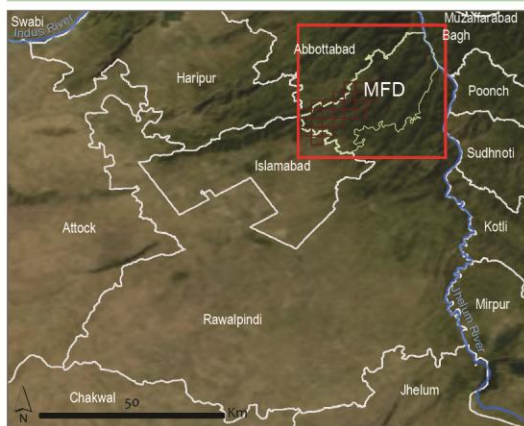 Swabi
Indus River
Muzaffarabad
Bagh
Abbottabad
Haripur
MFD
Poonch
Islamabad
Sudhnoti
Attock
Kotli
Rawalpindi
Jhelum River
Mirpur
Jhelum
Chakwal
50
Km
N